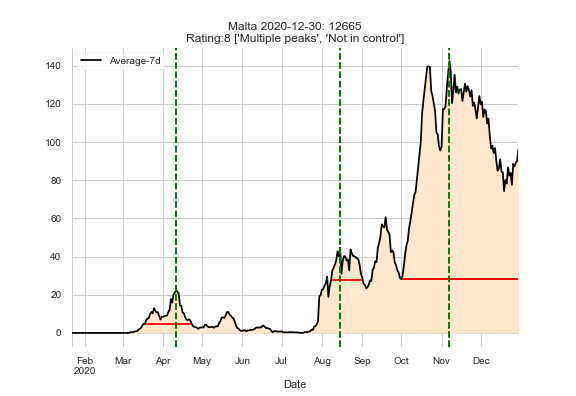 Malta 2020-12-30: 12665
Rating:8 ['Multiple peaks', 'Not in control']
Average-7d
140
120
100
80
60
40
20
0
Feb Mar Apr May Jun Jul Aug Sep Oct Nov Dec
2020
Date